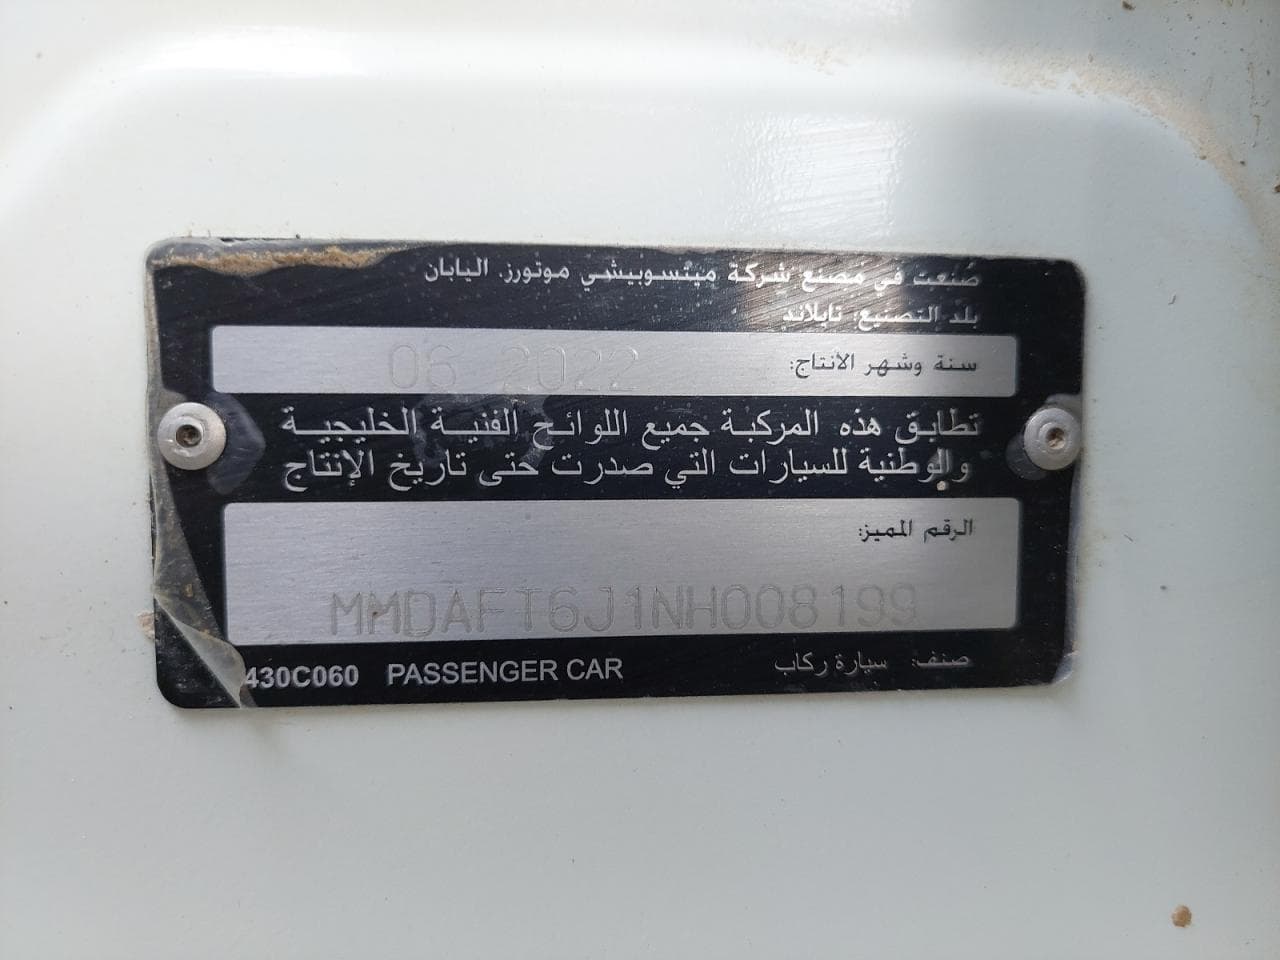 صُنعت في مصنع شركة ميتسوبيشي موتورز. اليابان
بلد التصنيع: تايلاند
سنة وشهر الأنتاج: 06 2022
تطابق هذه المركبة جميع اللوائح الفنية الخليجية
والوطنية للسيارات التي صدرت حتى تاريخ الإنتاج
الرقم المميز:
MMDAFT6J1NH008199
صنف: سيارة ركاب PASSENGER CAR 430C060